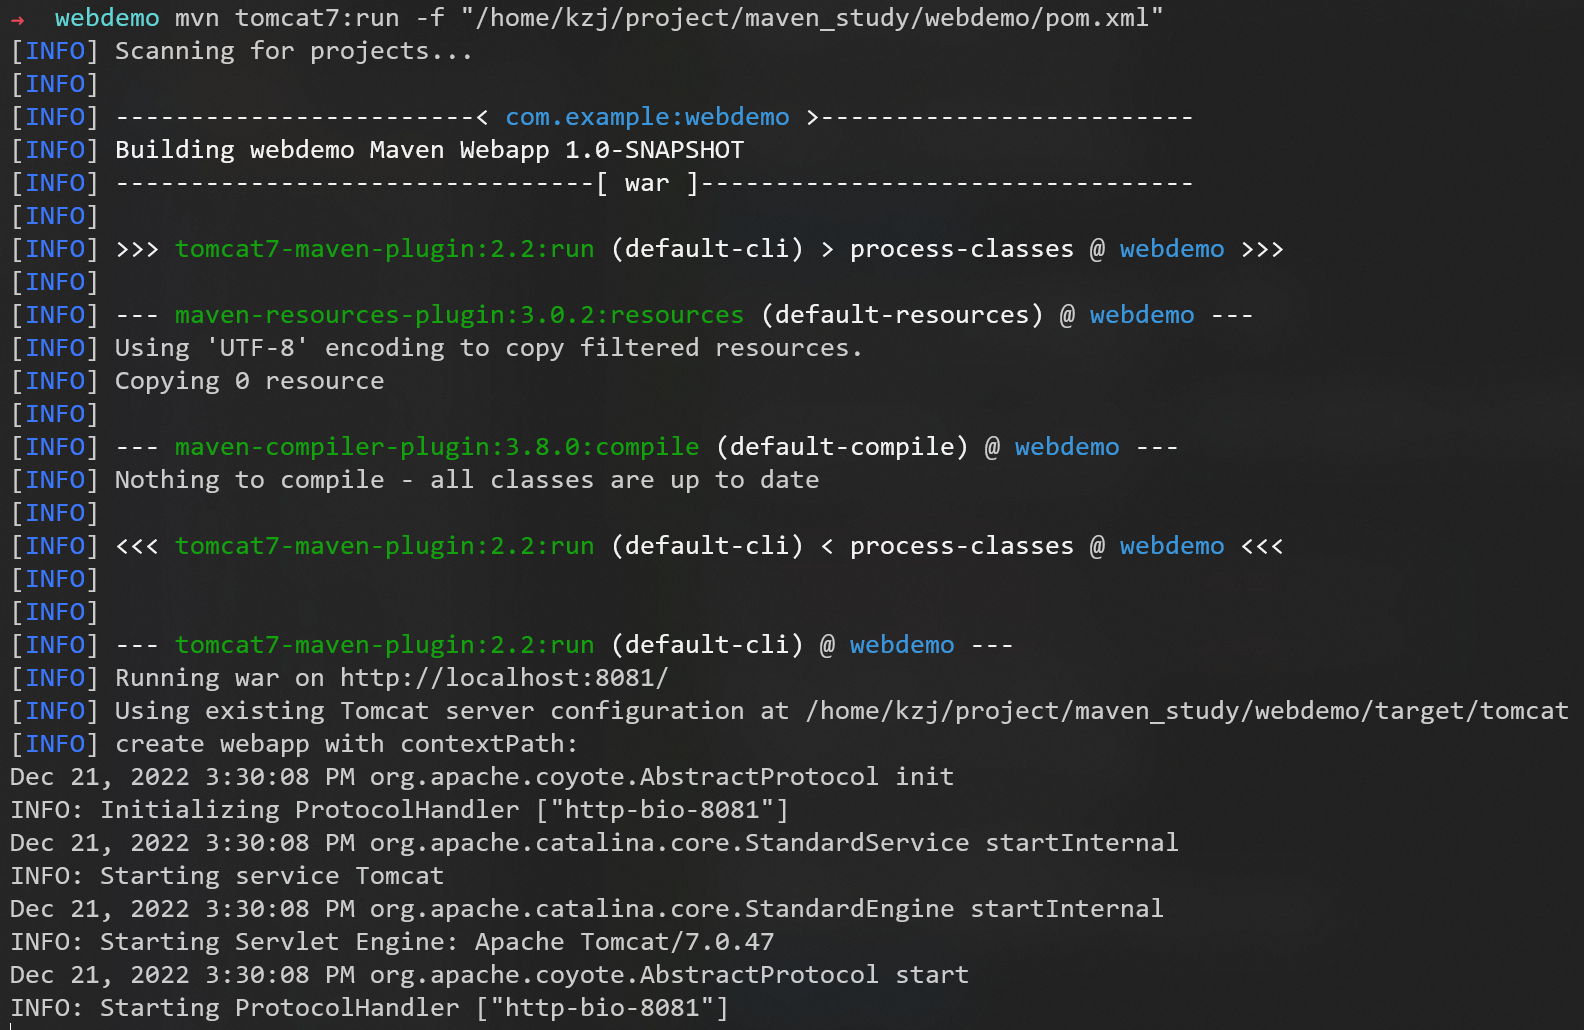 →  webdemo mvn tomcat7:run -f "/home/kzj/project/maven_study/webdemo/pom.xml"
[INFO] Scanning for projects...
[INFO]
[INFO] ------------------------< com.example:webdemo >-------------------------
[INFO] Building webdemo Maven Webapp 1.0-SNAPSHOT
[INFO] --------------------------------[ war ]---------------------------------
[INFO]
[INFO] >>> tomcat7-maven-plugin:2.2:run (default-cli) > process-classes @ webdemo >>>
[INFO]
[INFO] --- maven-resources-plugin:3.0.2:resources (default-resources) @ webdemo ---
[INFO] Using 'UTF-8' encoding to copy filtered resources.
[INFO] Copying 0 resource
[INFO]
[INFO] --- maven-compiler-plugin:3.8.0:compile (default-compile) @ webdemo ---
[INFO] Nothing to compile - all classes are up to date
[INFO]
[INFO] <<< tomcat7-maven-plugin:2.2:run (default-cli) < process-classes @ webdemo <<<
[INFO]
[INFO]
[INFO] --- tomcat7-maven-plugin:2.2:run (default-cli) @ webdemo ---
[INFO] Running war on http://localhost:8081/
[INFO] Using existing Tomcat server configuration at /home/kzj/project/maven_study/webdemo/target/tomcat
[INFO] create webapp with contextPath:
Dec 21, 2022 3:30:08 PM org.apache.coyote.AbstractProtocol init
INFO: Initializing ProtocolHandler ["http-bio-8081"]
Dec 21, 2022 3:30:08 PM org.apache.catalina.core.StandardService startInternal
INFO: Starting service Tomcat
Dec 21, 2022 3:30:08 PM org.apache.catalina.core.StandardEngine startInternal
INFO: Starting Servlet Engine: Apache Tomcat/7.0.47
Dec 21, 2022 3:30:08 PM org.apache.coyote.AbstractProtocol start
INFO: Starting ProtocolHandler ["http-bio-8081"]